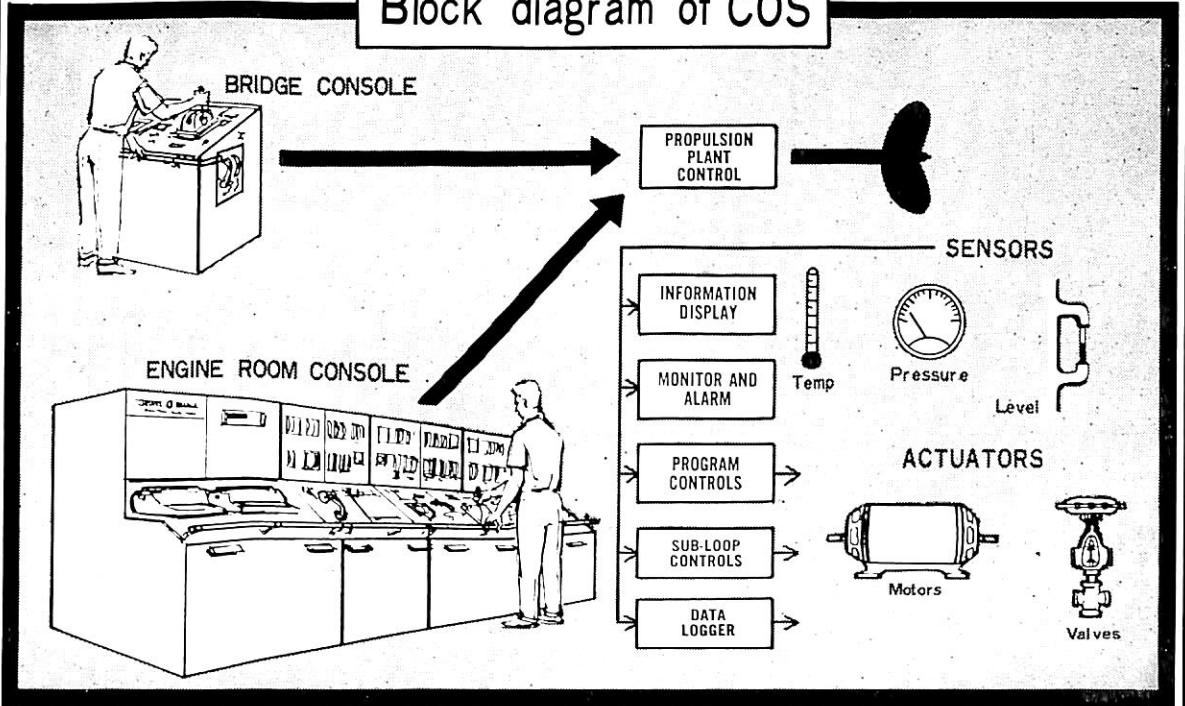 Block diagram of COS
BRIDGE CONSOLE
PROPULSION
PLANT
CONTROL
SENSORS
INFORMATION
DISPLAY
Temp
Pressure
Level
ENGINE ROOM CONSOLE
MONITOR AND
ALARM
PROGRAM
CONTROLS
ACTUATORS
SUB-LOOP
CONTROLS
Motors
DATA
LOGGER
Valves